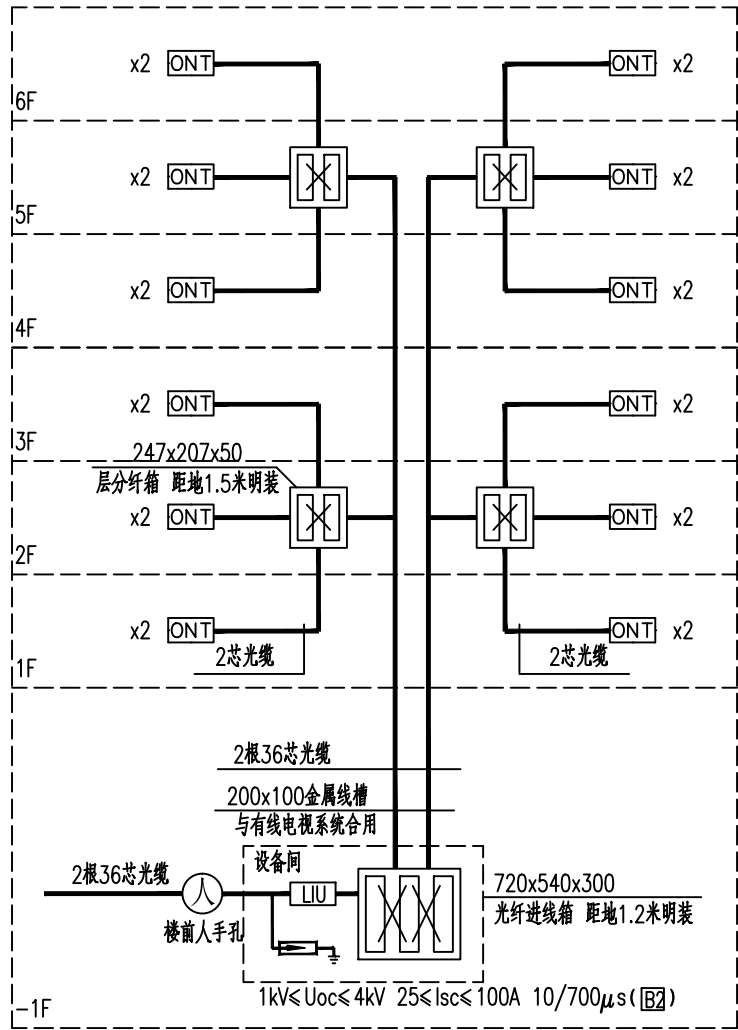 x2 ONT ONT x2
6F
x2 ONT ONT x2
5F
x2 ONT ONT x2
4F
x2 ONT ONT x2
3F
247x207x50
层分纤箱 距地1.5米明装
x2 ONT ONT x2
2F
x2 ONT ONT x2
2芯光缆 2芯光缆
1F
2根36芯光缆
200x100金属线槽
与有线电视系统合用
设备间
2根36芯光缆
人
LIU
720x540x300
光纤进线箱 距地1.2米明装
楼前人手孔
1kV≤Uoc≤4kV 25≤Isc≤100A 10/700μs(B2)
-1F